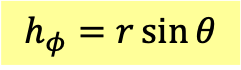 h_ϕ = r sin θ